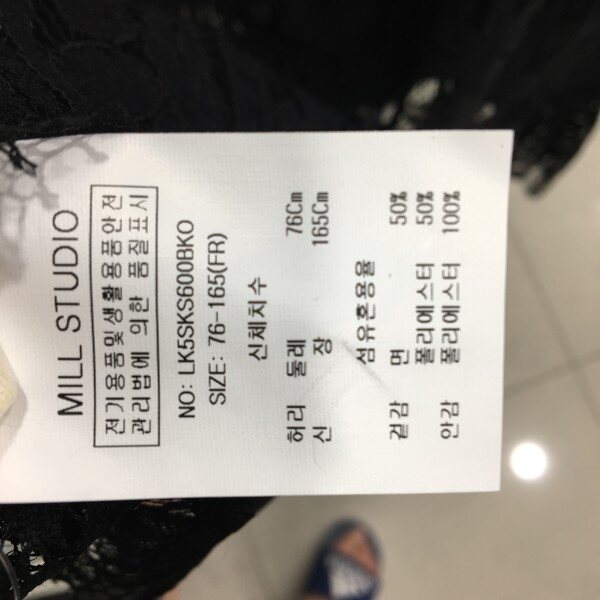 MILL STUDIO
전기용품및생활용품안전
관리법에 의한 품질표시
NO: LK5SKS600BKO
SIZE: 76-165(FR)
신체치수
허리 둘레 76Cm
신 장 165Cm
섬유혼용율
겉감 면 50%
폴리에스터 50%
안감 폴리에스터 100%